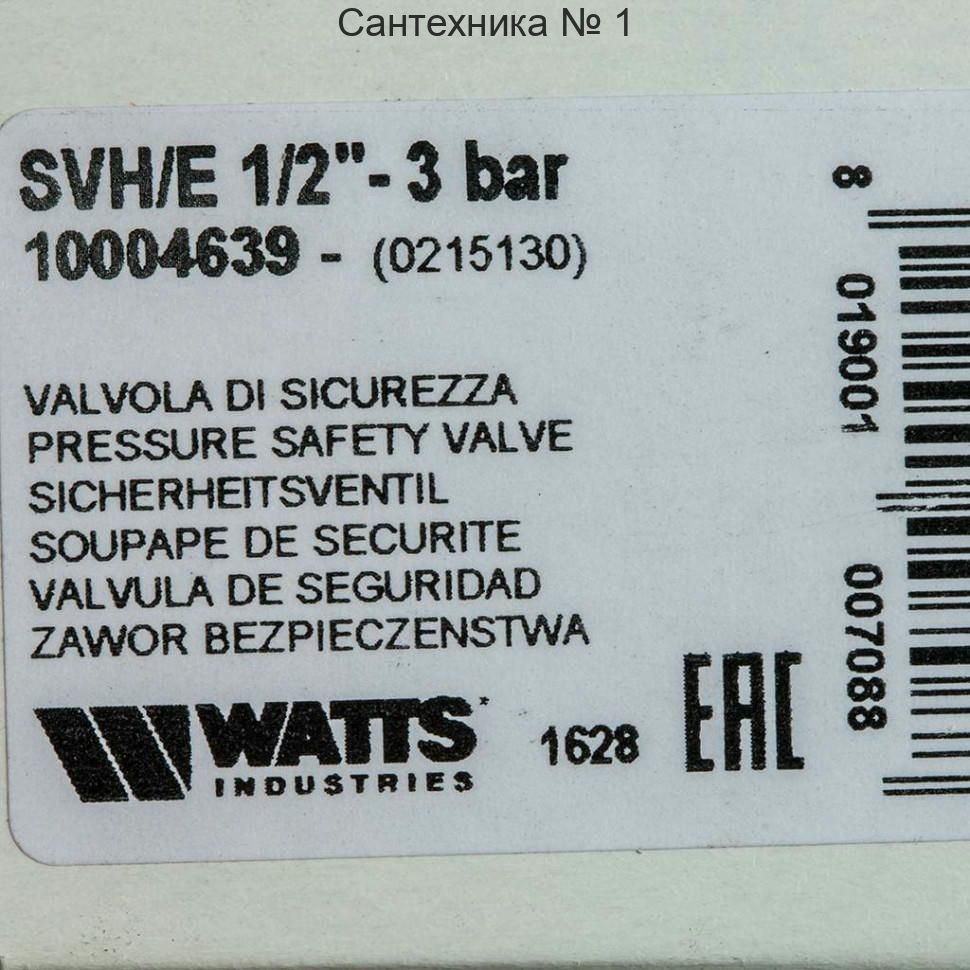 Сантехника № 1
SVH/E 1/2"- 3 bar
10004639 - (0215130)
VALVOLA DI SICUREZZA
PRESSURE SAFETY VALVE
SICHERHEITSVENTIL
SOUPAPE DE SECURITE
VALVULA DE SEGURIDAD
ZAWOR BEZPIECZENSTWA
WATTS
INDUSTRIES
1628
EAC
8 019001 007088